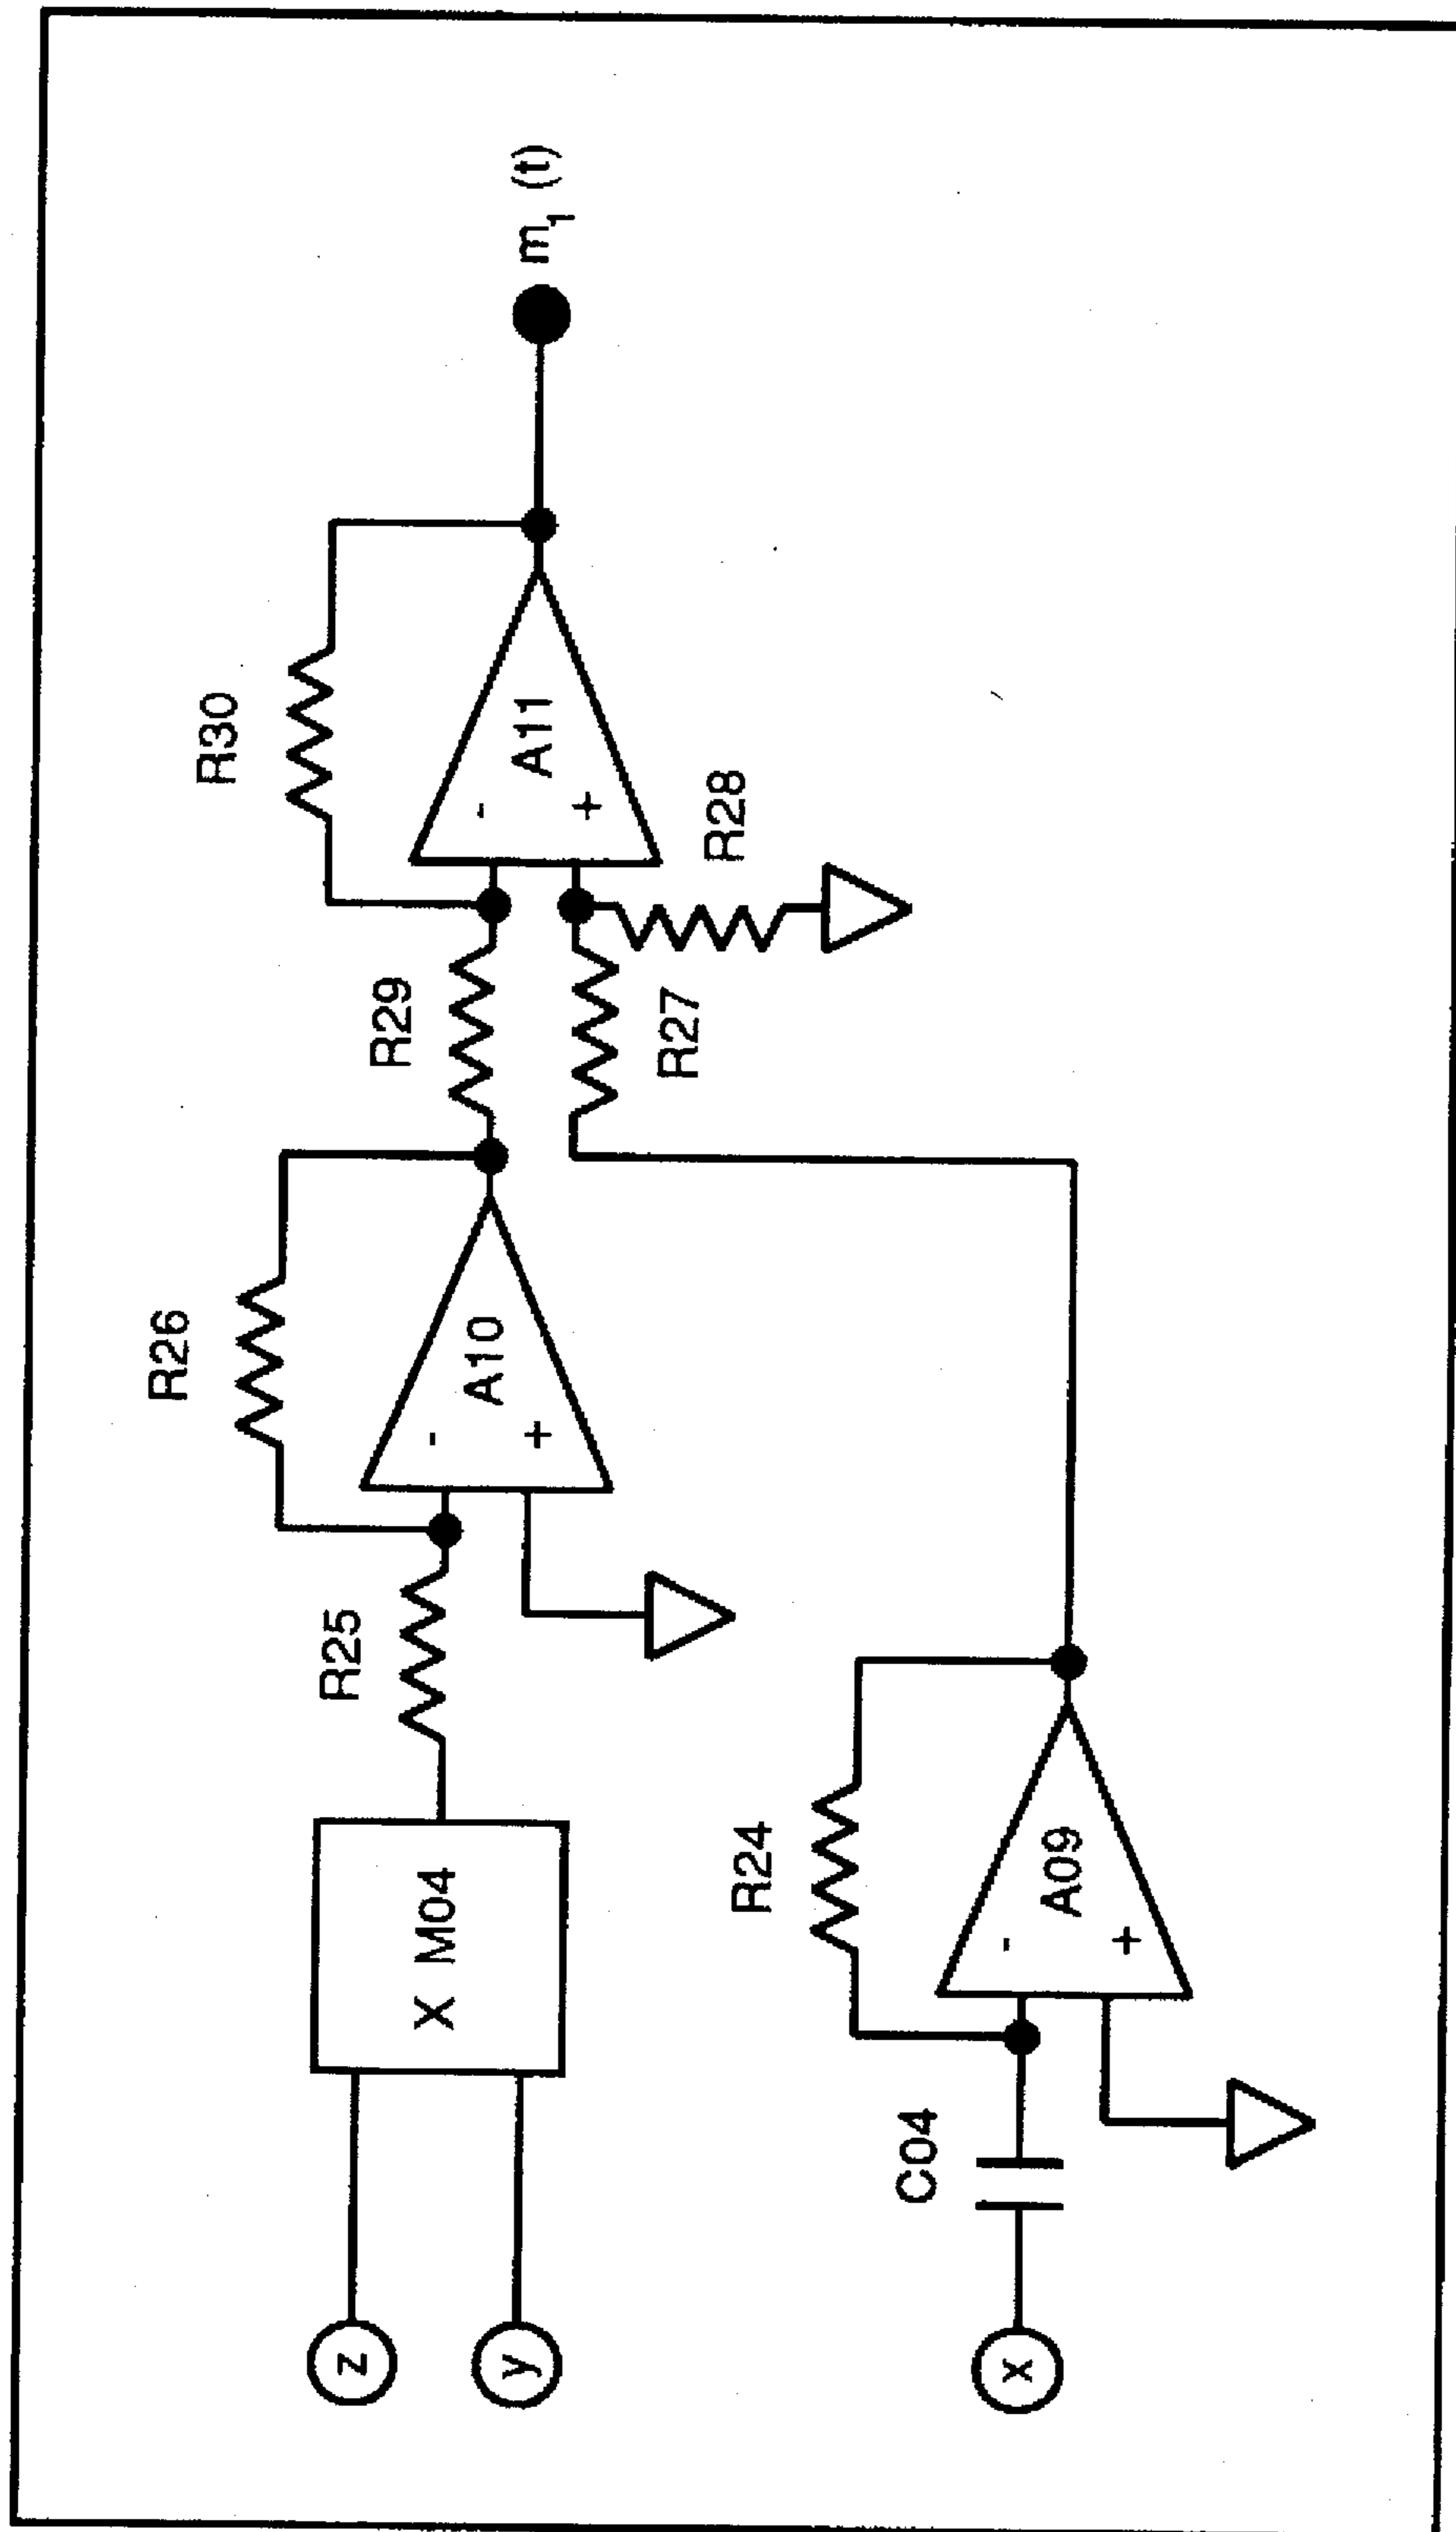 R30
R26
R29
A11
m1 (t)
R25
A10
R28
z
X M04
R27
y
R24
C04
A09
x
-
+
-
+
-
+